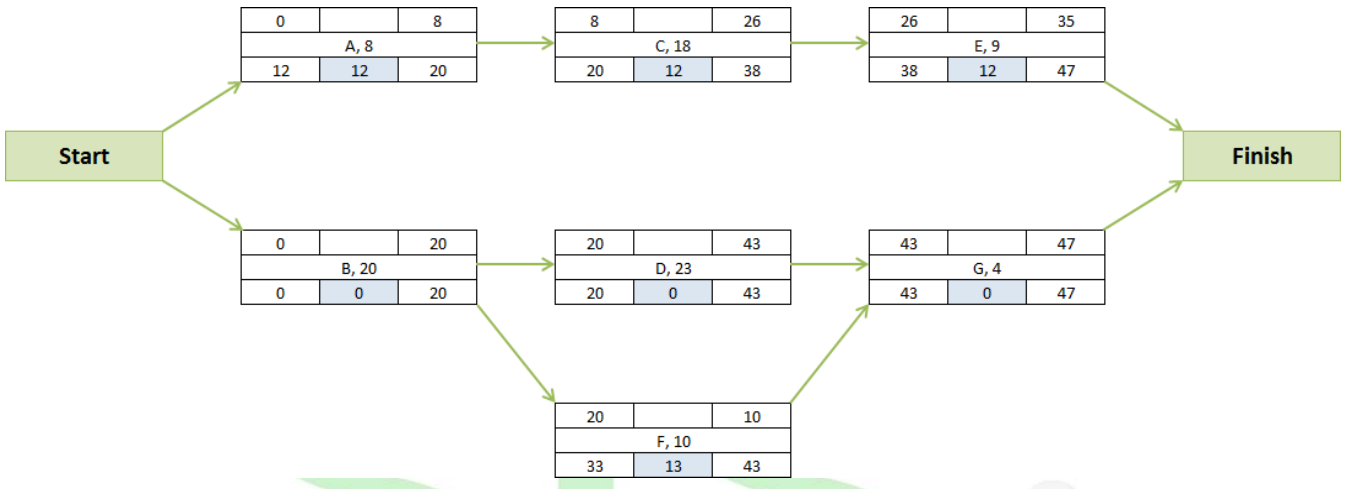 0 8 8 26 26 35
A, 8 C, 18 E, 9
12 12 20 20 12 38 38 12 47
Start Finish
0 20 20 43 43 47
B, 20 D, 23 G, 4
0 0 20 20 0 43 43 0 47
20 10
F, 10
33 13 43